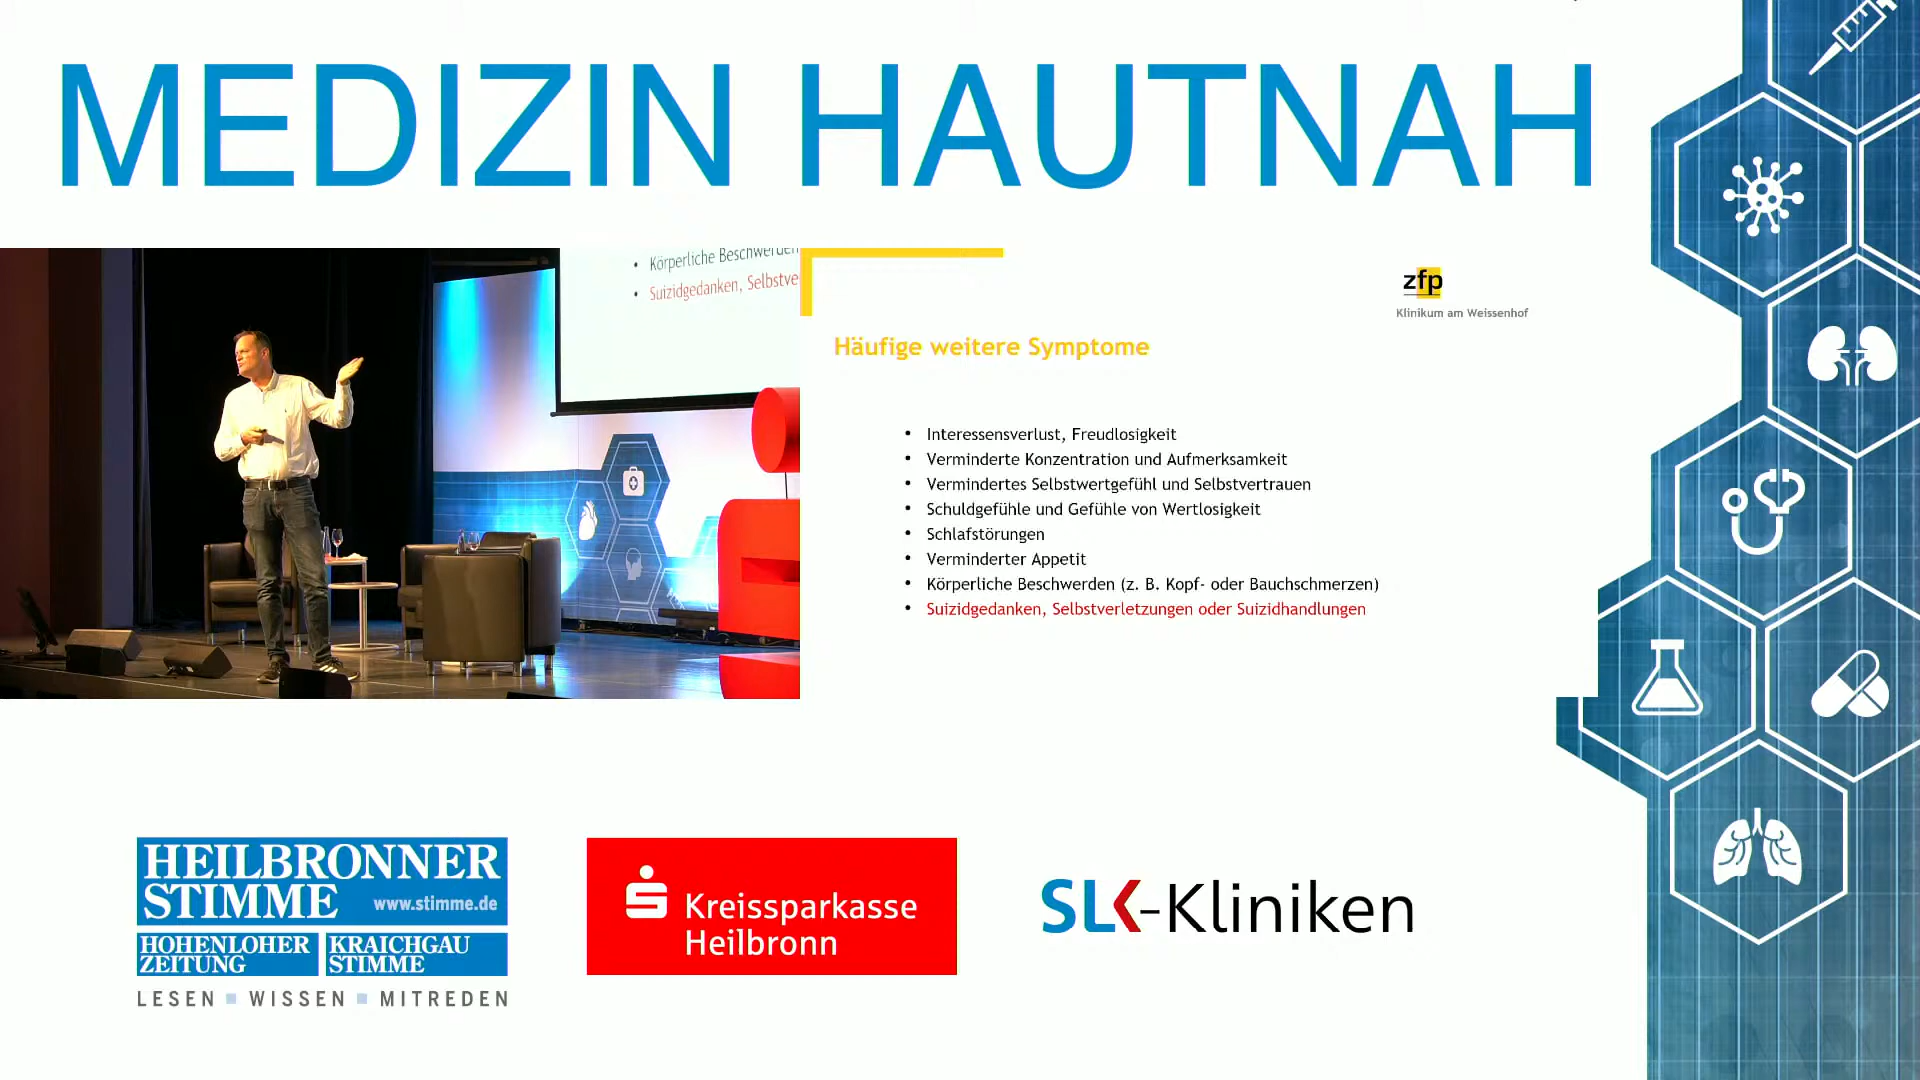 MEDIZIN HAUTNAH
• Körperliche Beschwerden
• Suizidgedanken, Selbstve
zfp
Klinikum am Weissenhof
Häufige weitere Symptome
• Interessensverlust, Freudlosigkeit
• Verminderte Konzentration und Aufmerksamkeit
• Vermindertes Selbstwertgefühl und Selbstvertrauen
• Schuldgefühle und Gefühle von Wertlosigkeit
• Schlafstörungen
• Verminderter Appetit
• Körperliche Beschwerden (z. B. Kopf- oder Bauchschmerzen)
• Suizidgedanken, Selbstverletzungen oder Suizidhandlungen
HEILBRONNER
STIMME www.stimme.de
HOHENLOHER
ZEITUNG
KRAICHGAU
STIMME
LESEN ■ WISSEN ■ MITREDEN
Kreissparkasse
Heilbronn
SLK-Kliniken